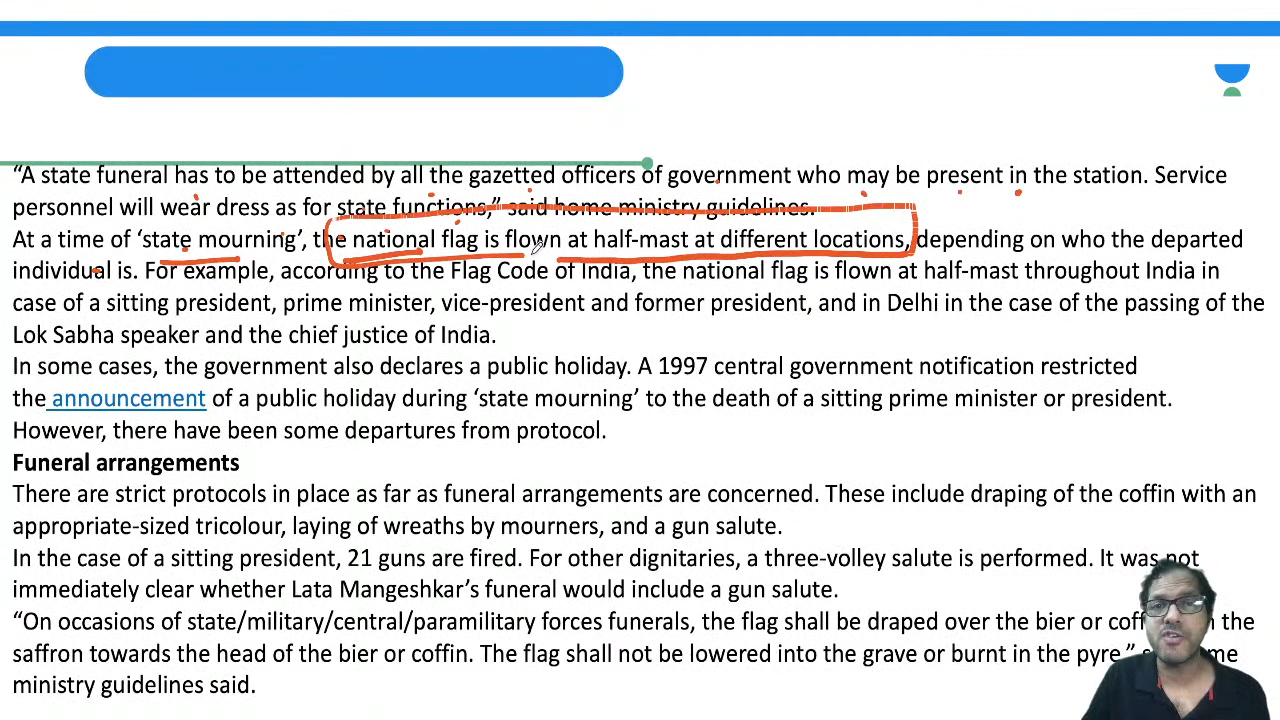 “A state funeral has to be attended by all the gazetted officers of government who may be present in the station. Service
personnel will wear dress as for state functions,” said home ministry guidelines.
At a time of ‘state mourning’, the national flag is flown at half-mast at different locations, depending on who the departed
individual is. For example, according to the Flag Code of India, the national flag is flown at half-mast throughout India in
case of a sitting president, prime minister, vice-president and former president, and in Delhi in the case of the passing of the
Lok Sabha speaker and the chief justice of India.
In some cases, the government also declares a public holiday. A 1997 central government notification restricted
the announcement of a public holiday during ‘state mourning’ to the death of a sitting prime minister or president.
However, there have been some departures from protocol.
Funeral arrangements
There are strict protocols in place as far as funeral arrangements are concerned. These include draping of the coffin with an
appropriate-sized tricolour, laying of wreaths by mourners, and a gun salute.
In the case of a sitting president, 21 guns are fired. For other dignitaries, a three-volley salute is performed. It was not
immediately clear whether Lata Mangeshkar’s funeral would include a gun salute.
“On occasions of state/military/central/paramilitary forces funerals, the flag shall be draped over the bier or the
saffron towards the head of the bier or coffin. The flag shall not be lowered into the grave or burnt in the pyre,”
ministry guidelines said.